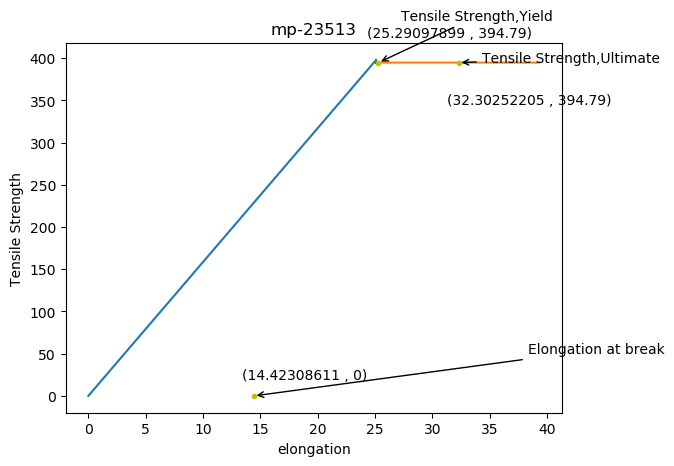 Tensile Strength,Yield
mp-23513
(25.29097899 , 394.79)
Tensile Strength,Ultimate
(32.30252205 , 394.79)
400
350
300
250
200
150
100
50
0
Tensile Strength
Elongation at break
(14.42308611 , 0)
0 5 10 15 20 25 30 35 40
elongation